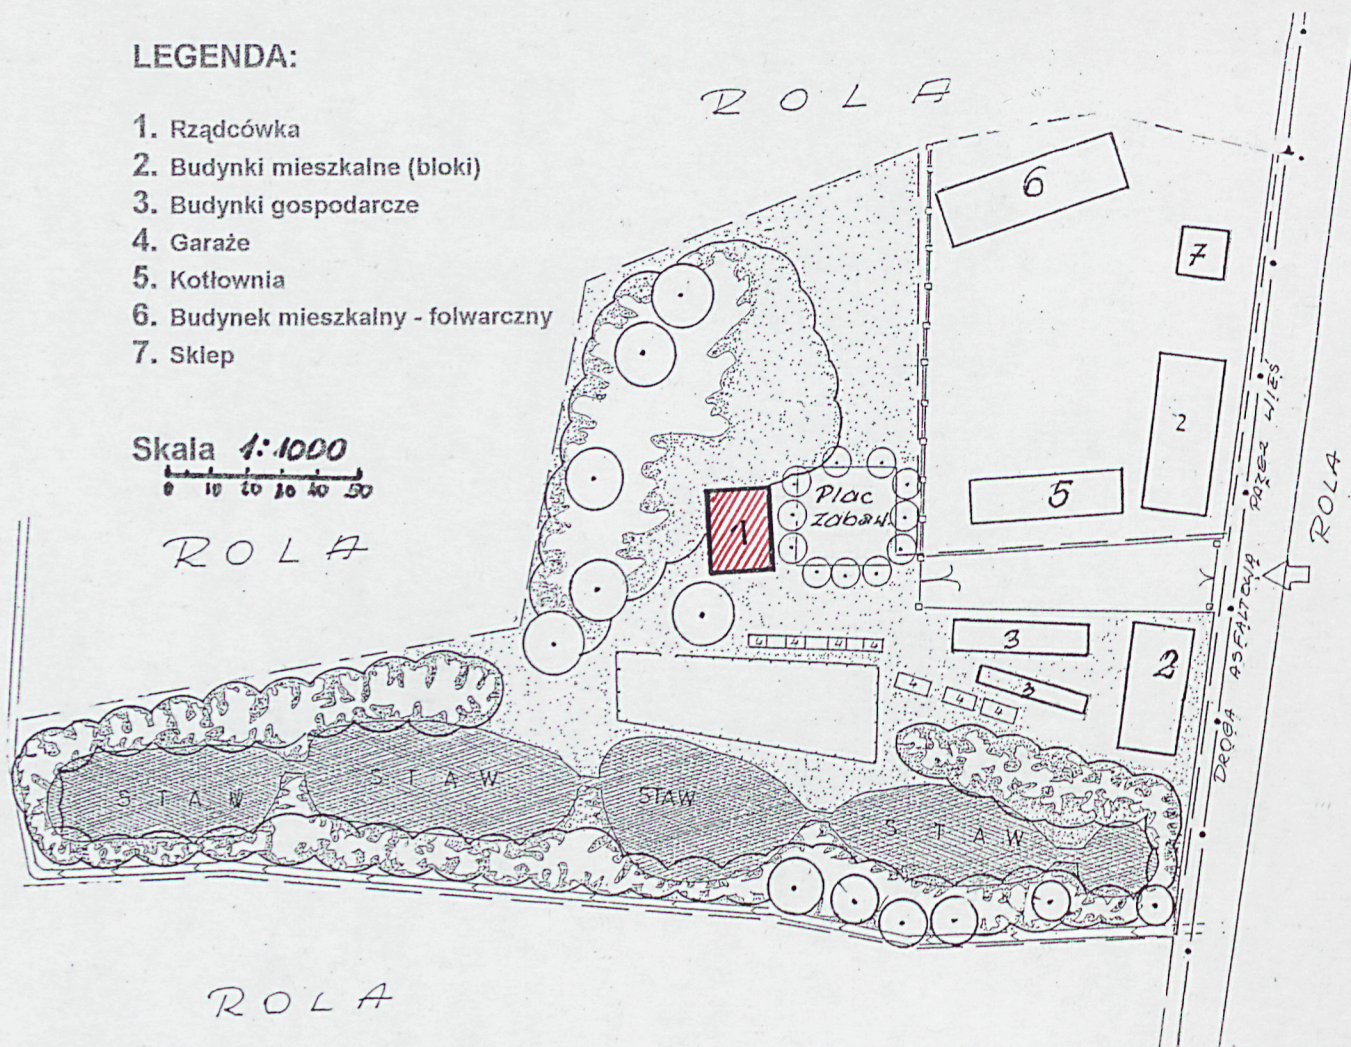 LEGENDA:
1. Rządcówka
2. Budynki mieszkalne (bloki)
3. Budynki gospodarcze
4. Garaże
5. Kotłownia
6. Budynek mieszkalny - folwarczny
7. Sklep
Skala 1:1000
0 10 20 30 40 50
ROLA
ROLA
ROLA
ROLA
6
7
2
5
1
Plac
zabaw.
3
3
2
4 4 4 4
4
4
4
STAW
STAW
STAW
STAW
DROGA ASFALTOWA PRZEZ WIEŚ